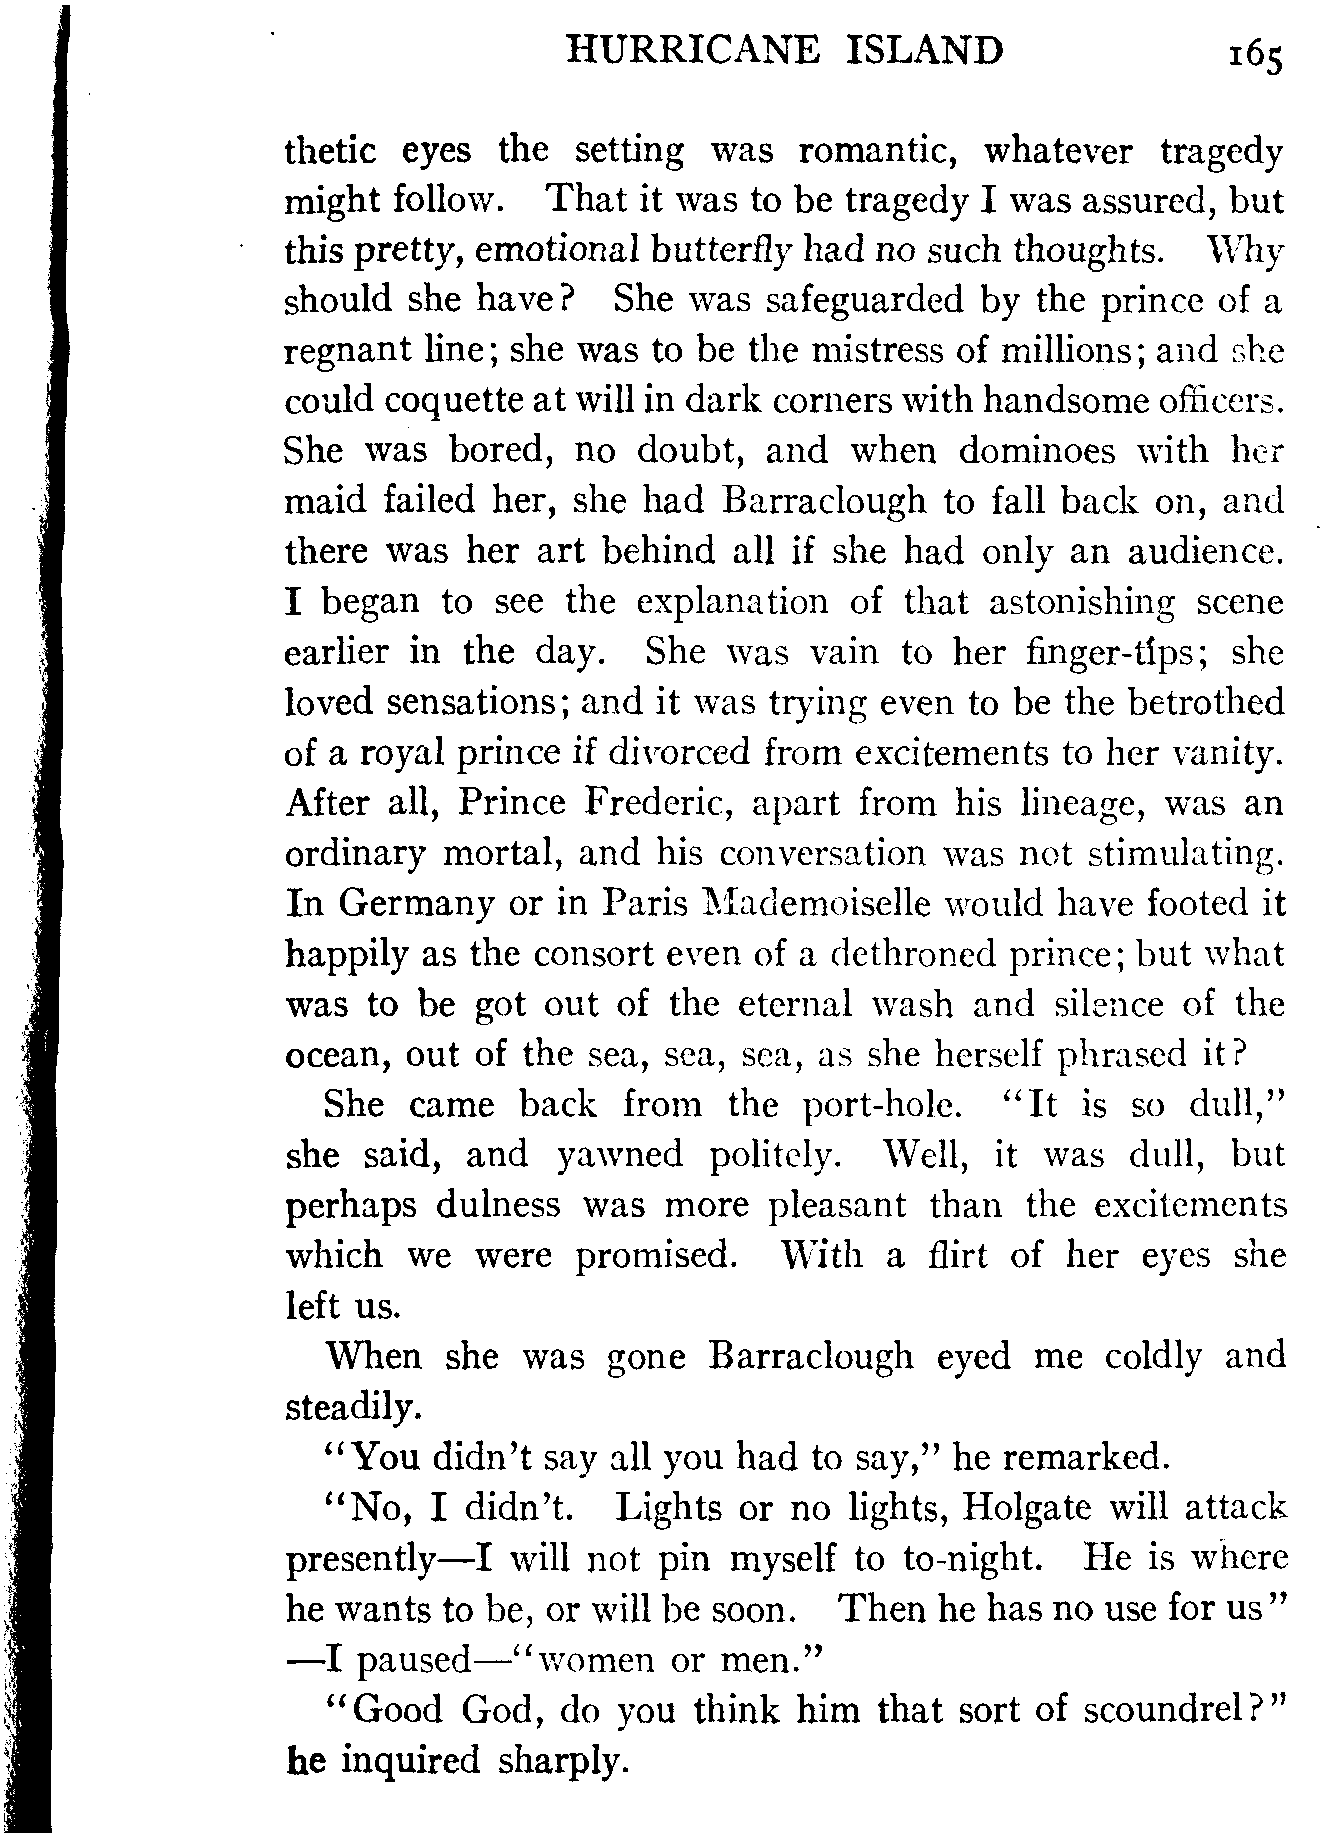 HURRICANE ISLAND 165
thetic eyes the setting was romantic, whatever tragedy
might follow. That it was to be tragedy I was assured, but
this pretty, emotional butterfly had no such thoughts. Why
should she have? She was safeguarded by the prince of a
regnant line; she was to be the mistress of millions; and she
could coquette at will in dark corners with handsome officers.
She was bored, no doubt, and when dominoes with her
maid failed her, she had Barraclough to fall back on, and
there was her art behind all if she had only an audience.
I began to see the explanation of that astonishing scene
earlier in the day. She was vain to her finger-tips; she
loved sensations; and it was trying even to be the betrothed
of a royal prince if divorced from excitements to her vanity.
After all, Prince Frederic, apart from his lineage, was an
ordinary mortal, and his conversation was not stimulating.
In Germany or in Paris Mademoiselle would have footed it
happily as the consort even of a dethroned prince; but what
was to be got out of the eternal wash and silence of the
ocean, out of the sea, sea, sea, as she herself phrased it?
She came back from the port-hole. "It is so dull,"
she said, and yawned politely. Well, it was dull, but
perhaps dulness was more pleasant than the excitements
which we were promised. With a flirt of her eyes she
left us.
When she was gone Barraclough eyed me coldly and
steadily.
"You didn't say all you had to say," he remarked.
"No, I didn't. Lights or no lights, Holgate will attack
presently—I will not pin myself to to-night. He is where
he wants to be, or will be soon. Then he has no use for us"
—I paused—"women or men."
"Good God, do you think him that sort of scoundrel?"
he inquired sharply.